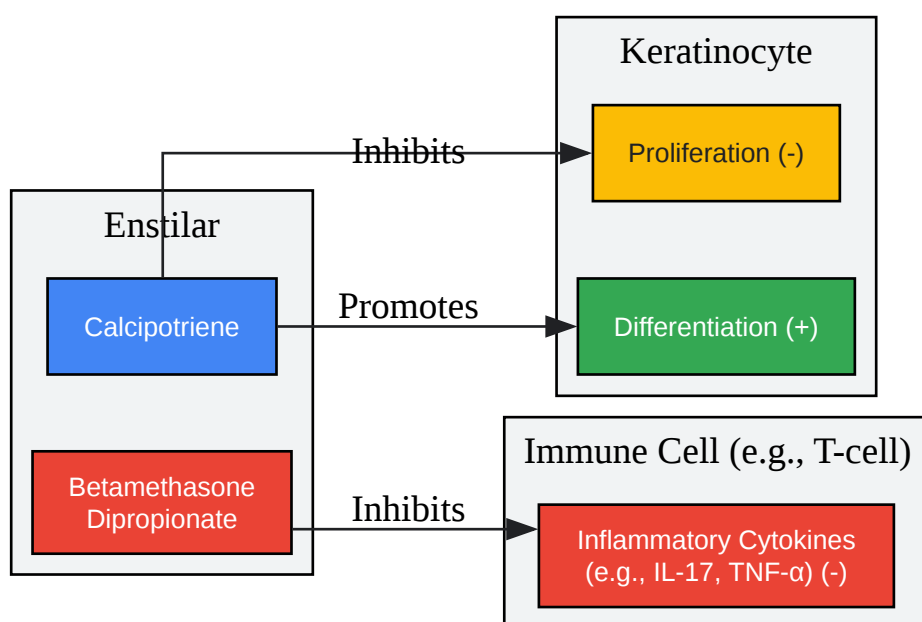 Keratinocyte
Inhibits
Proliferation (-)
Enstilar
Calcipotriene
Promotes
Differentiation (+)
Immune Cell (e.g., T-cell)
Betamethasone
Dipropionate
Inhibits
Inflammatory Cytokines
(e.g., IL-17, TNF-α) (-)